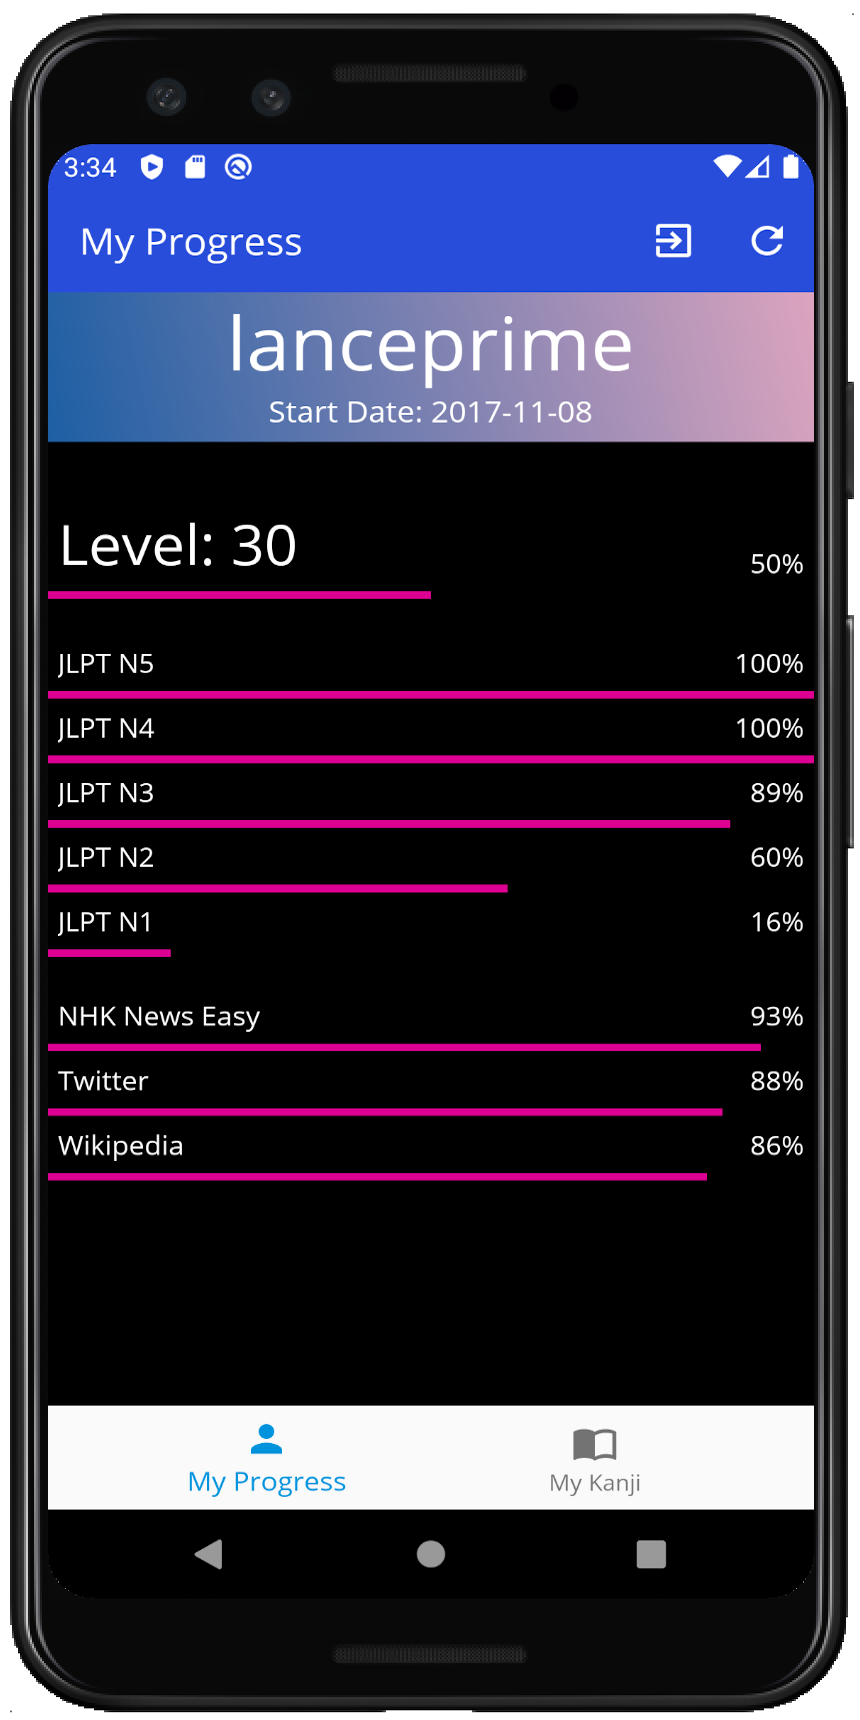 3:34
My Progress
lanceprime
Start Date: 2017-11-08
Level: 30
50%
JLPT N5 100%
JLPT N4 100%
JLPT N3 89%
JLPT N2 60%
JLPT N1 16%
NHK News Easy 93%
Twitter 88%
Wikipedia 86%
My Progress My Kanji